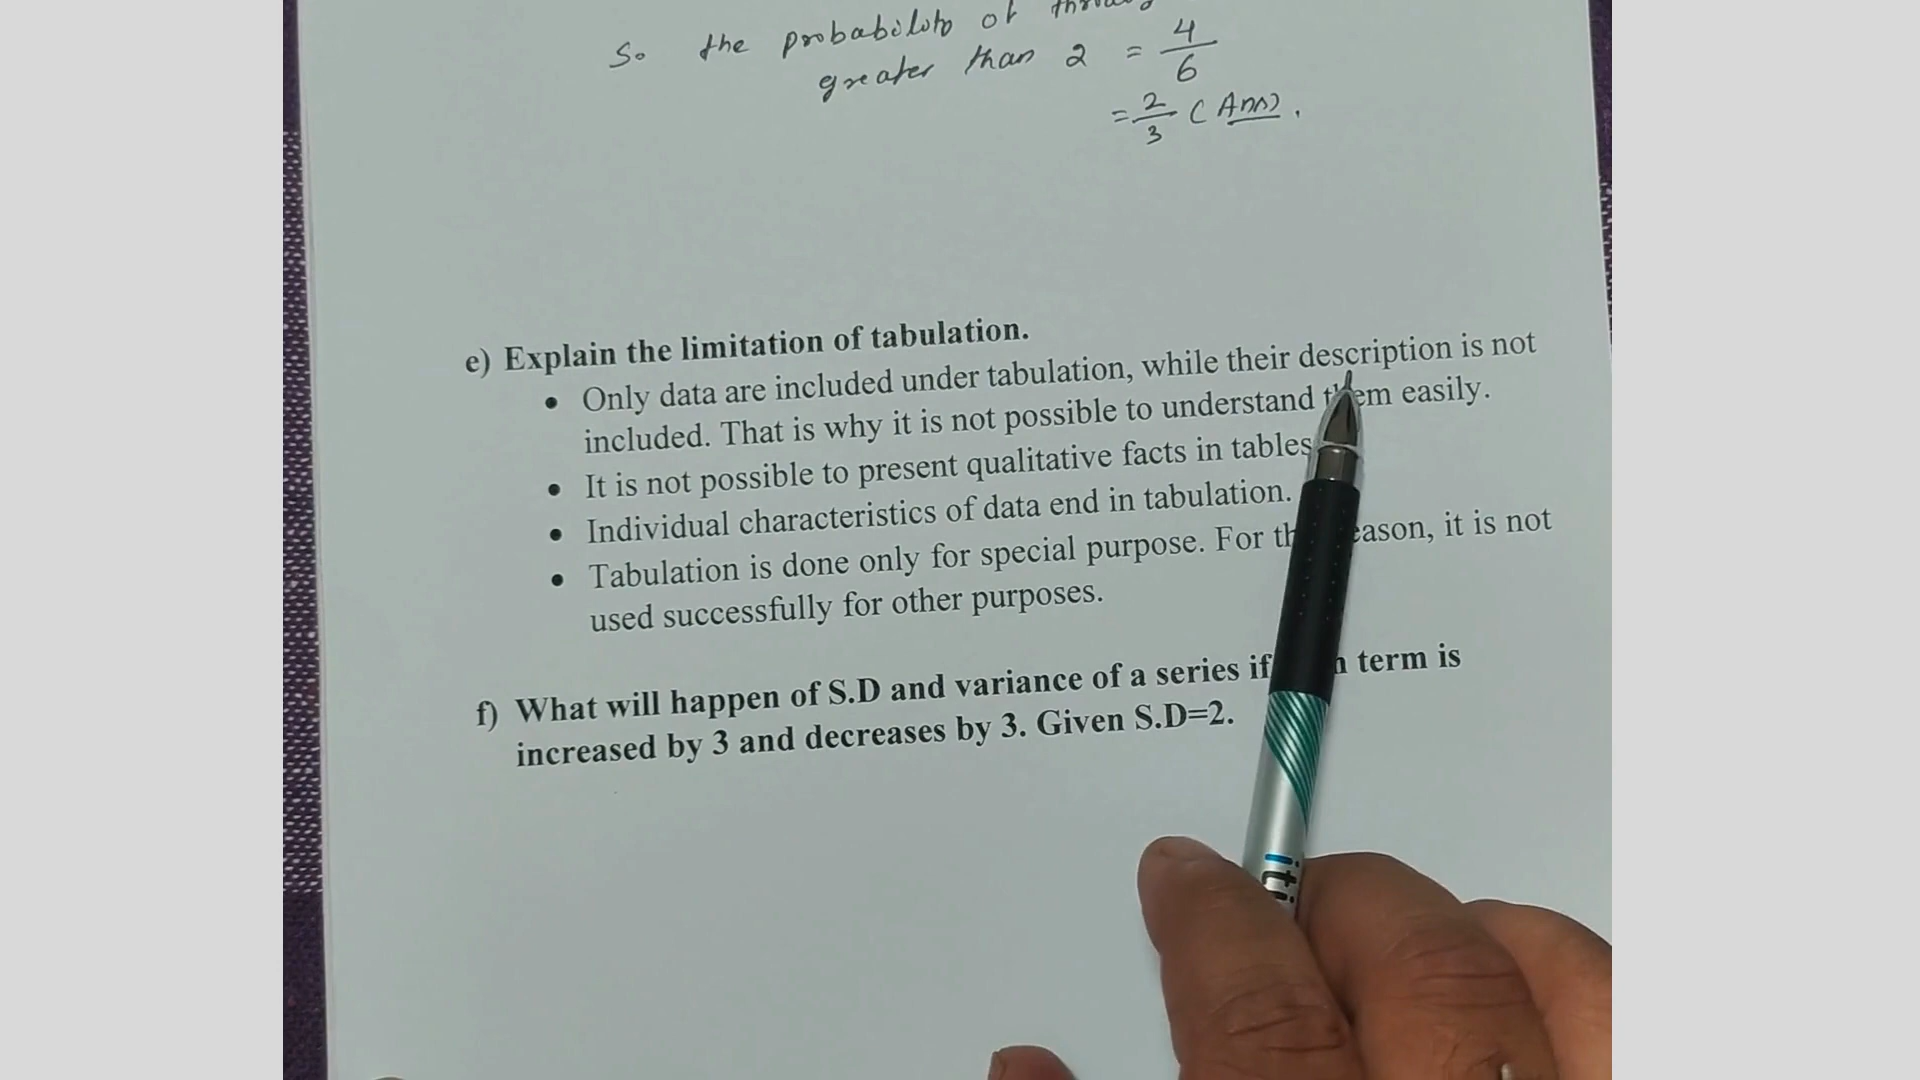 So the probability of
greater than 2 = 4/6
= 2/3 (Ans).
e) Explain the limitation of tabulation.
• Only data are included under tabulation, while their description is not
included. That is why it is not possible to understand them easily.
• It is not possible to present qualitative facts in tables
• Individual characteristics of data end in tabulation.
• Tabulation is done only for special purpose. For it is not
used successfully for other purposes.
f) What will happen of S.D and variance of a series if term is
increased by 3 and decreases by 3. Given S.D=2.